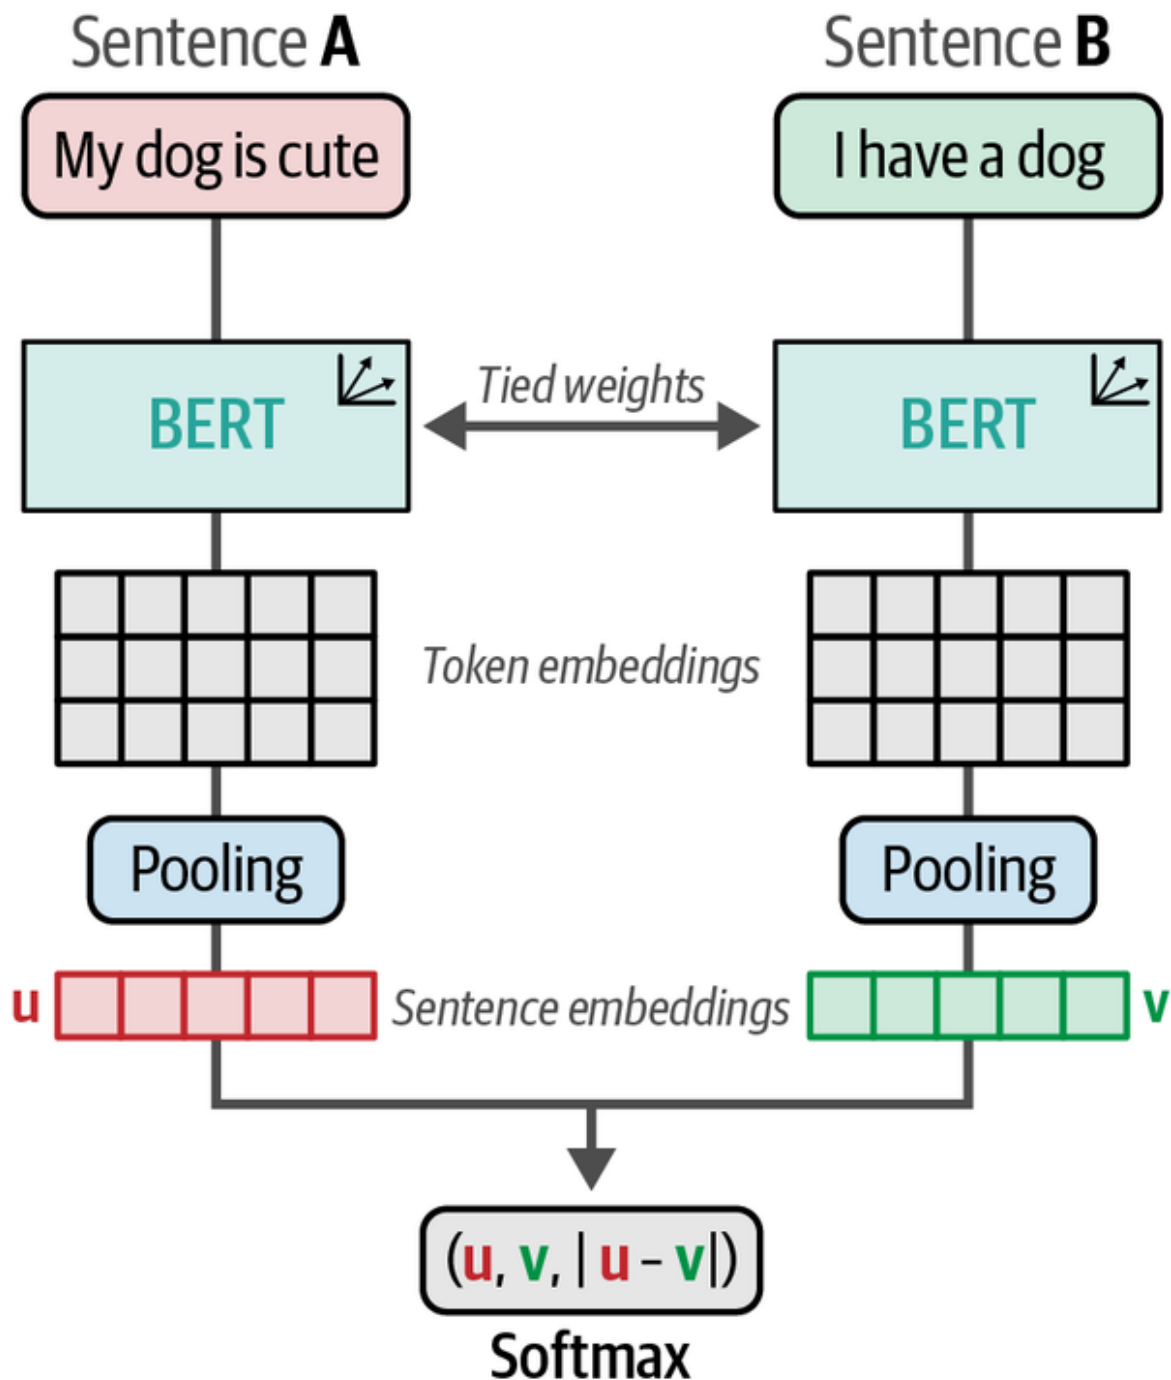 Sentence A
Sentence B
My dog is cute
I have a dog
BERT
Tied weights
BERT
Token embeddings
Pooling
Pooling
u
Sentence embeddings
v
(u, v, | u – v|)
Softmax